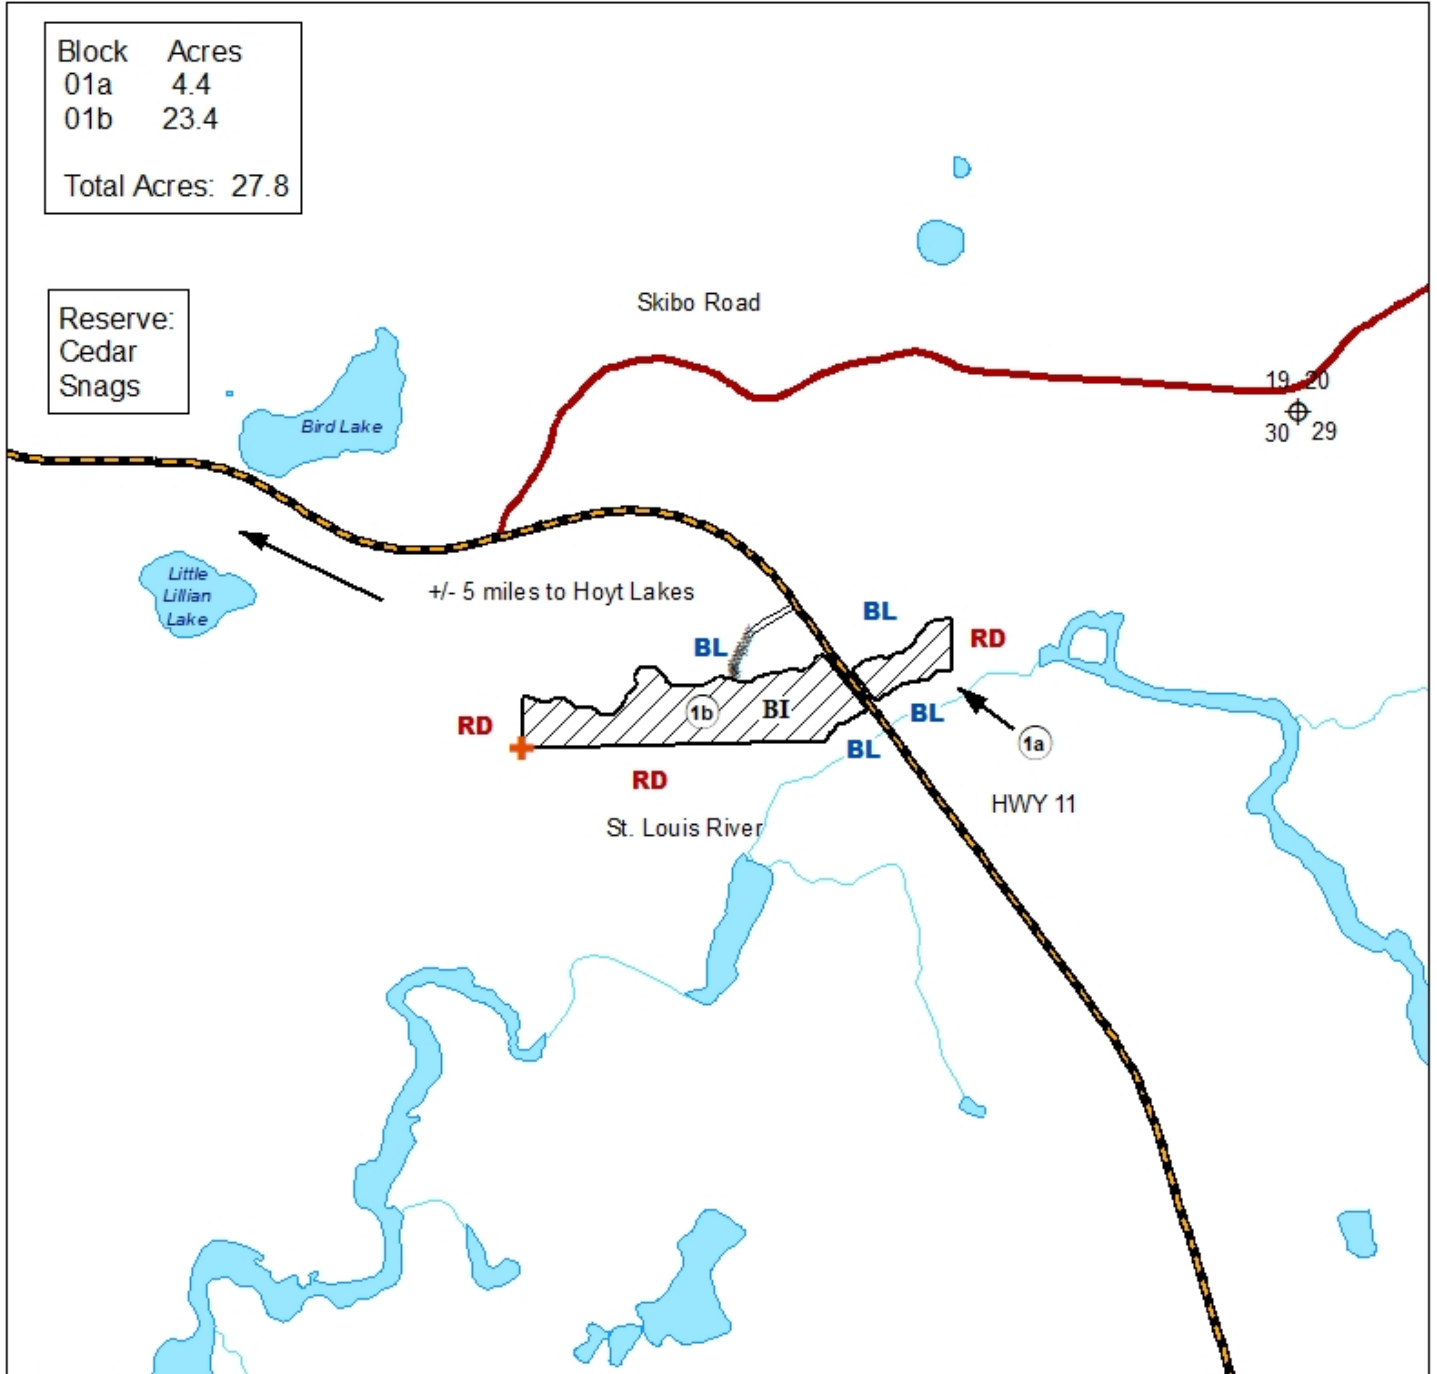 Block Acres
01a 4.4
01b 23.4
Total Acres: 27.8
Skibo Road
Reserve:
Cedar
Snags
Bird Lake
19 20
30 29
Little
Lillian
Lake
+/- 5 miles to Hoyt Lakes
BL
BL
RD
RD
1b
BI
BL
BL
1a
RD
HWY 11
St. Louis River